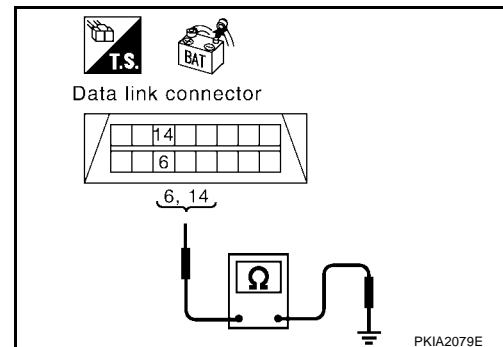 T.S.
BAT
Data link connector
14
6
6, 14
Ω
PKIA2079E